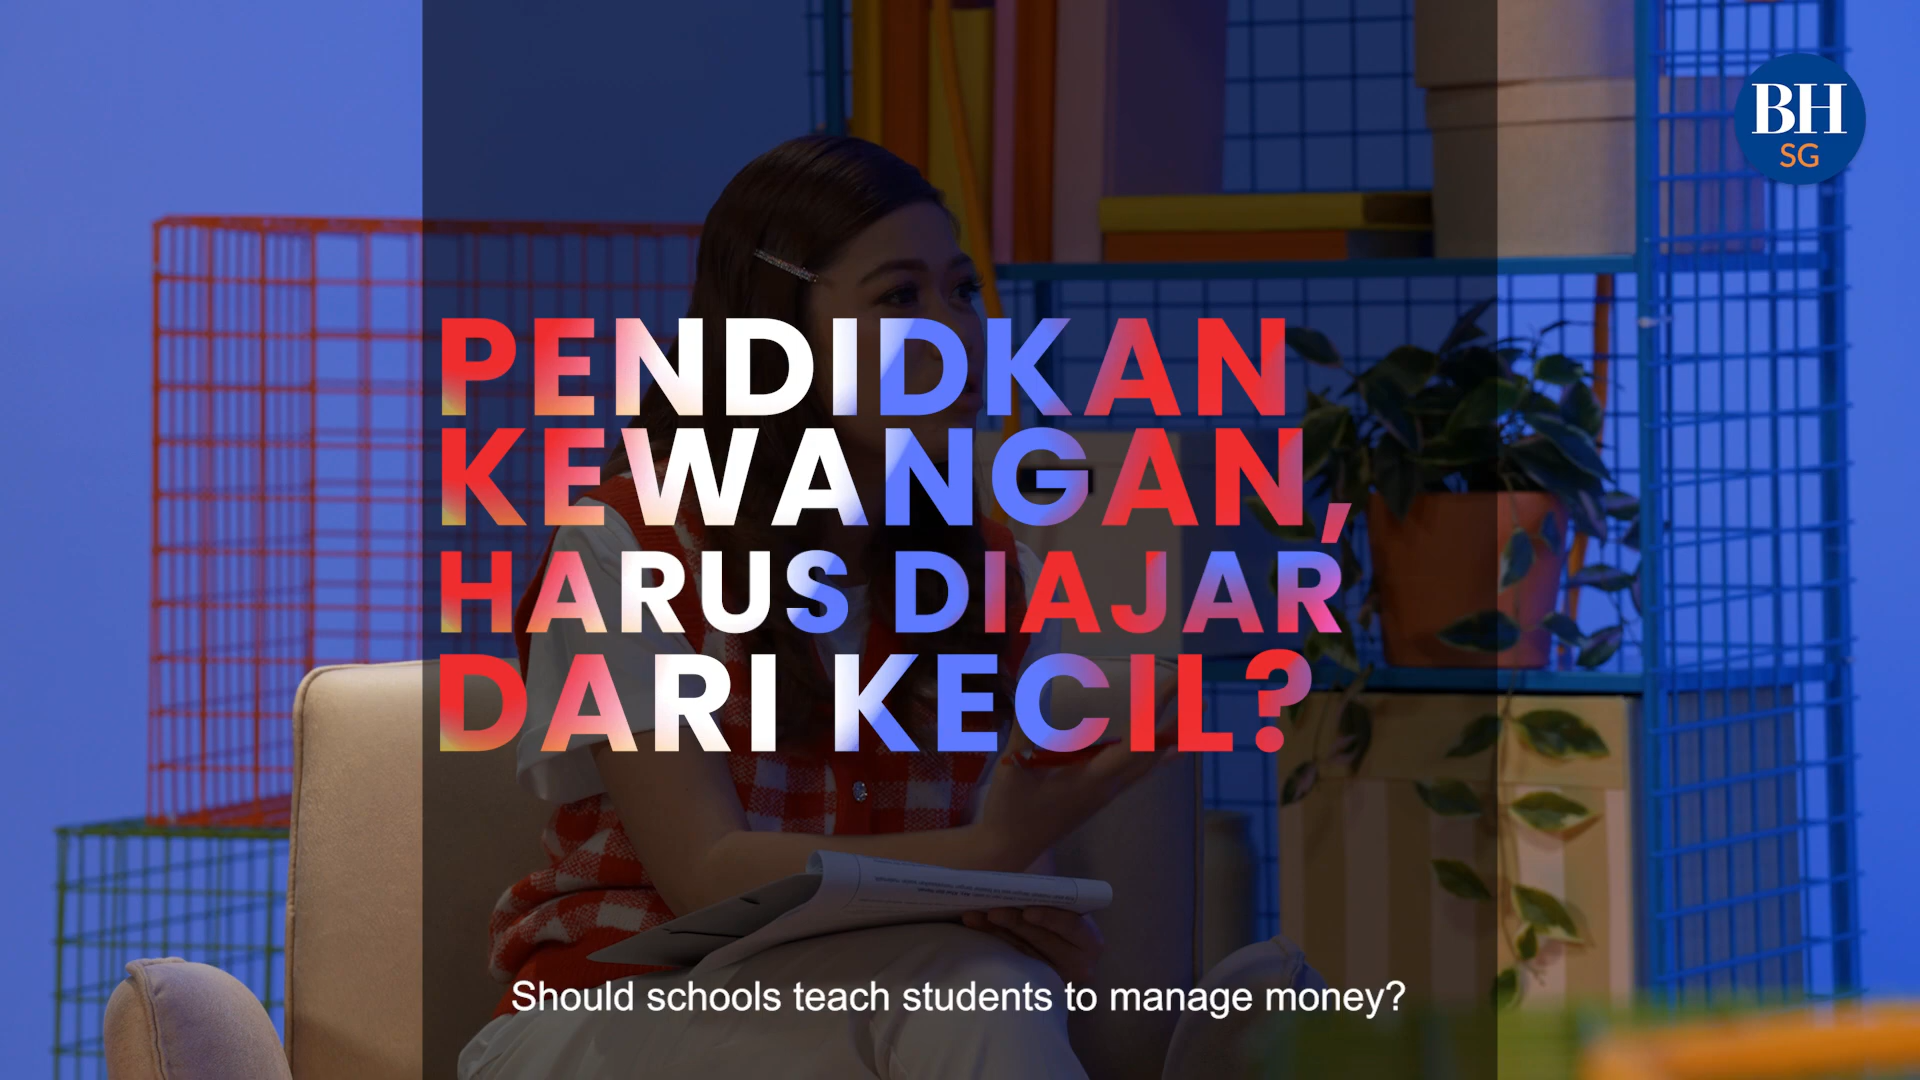 BH
SG
PENDIDKAN
KEWANGAN,
HARUS DIAJAR
DARI KECIL?
Should schools teach students to manage money?